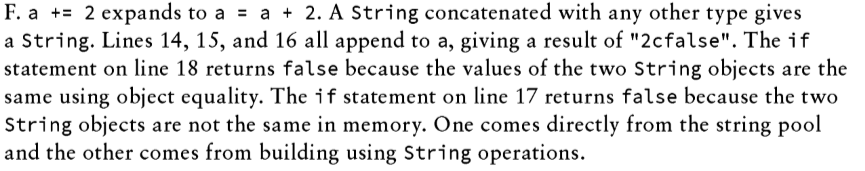 F. a += 2 expands to a = a + 2. A String concatenated with any other type gives
a String. Lines 14, 15, and 16 all append to a, giving a result of "2cfalse". The if
statement on line 18 returns false because the values of the two String objects are the
same using object equality. The if statement on line 17 returns false because the two
String objects are not the same in memory. One comes directly from the string pool
and the other comes from building using String operations.